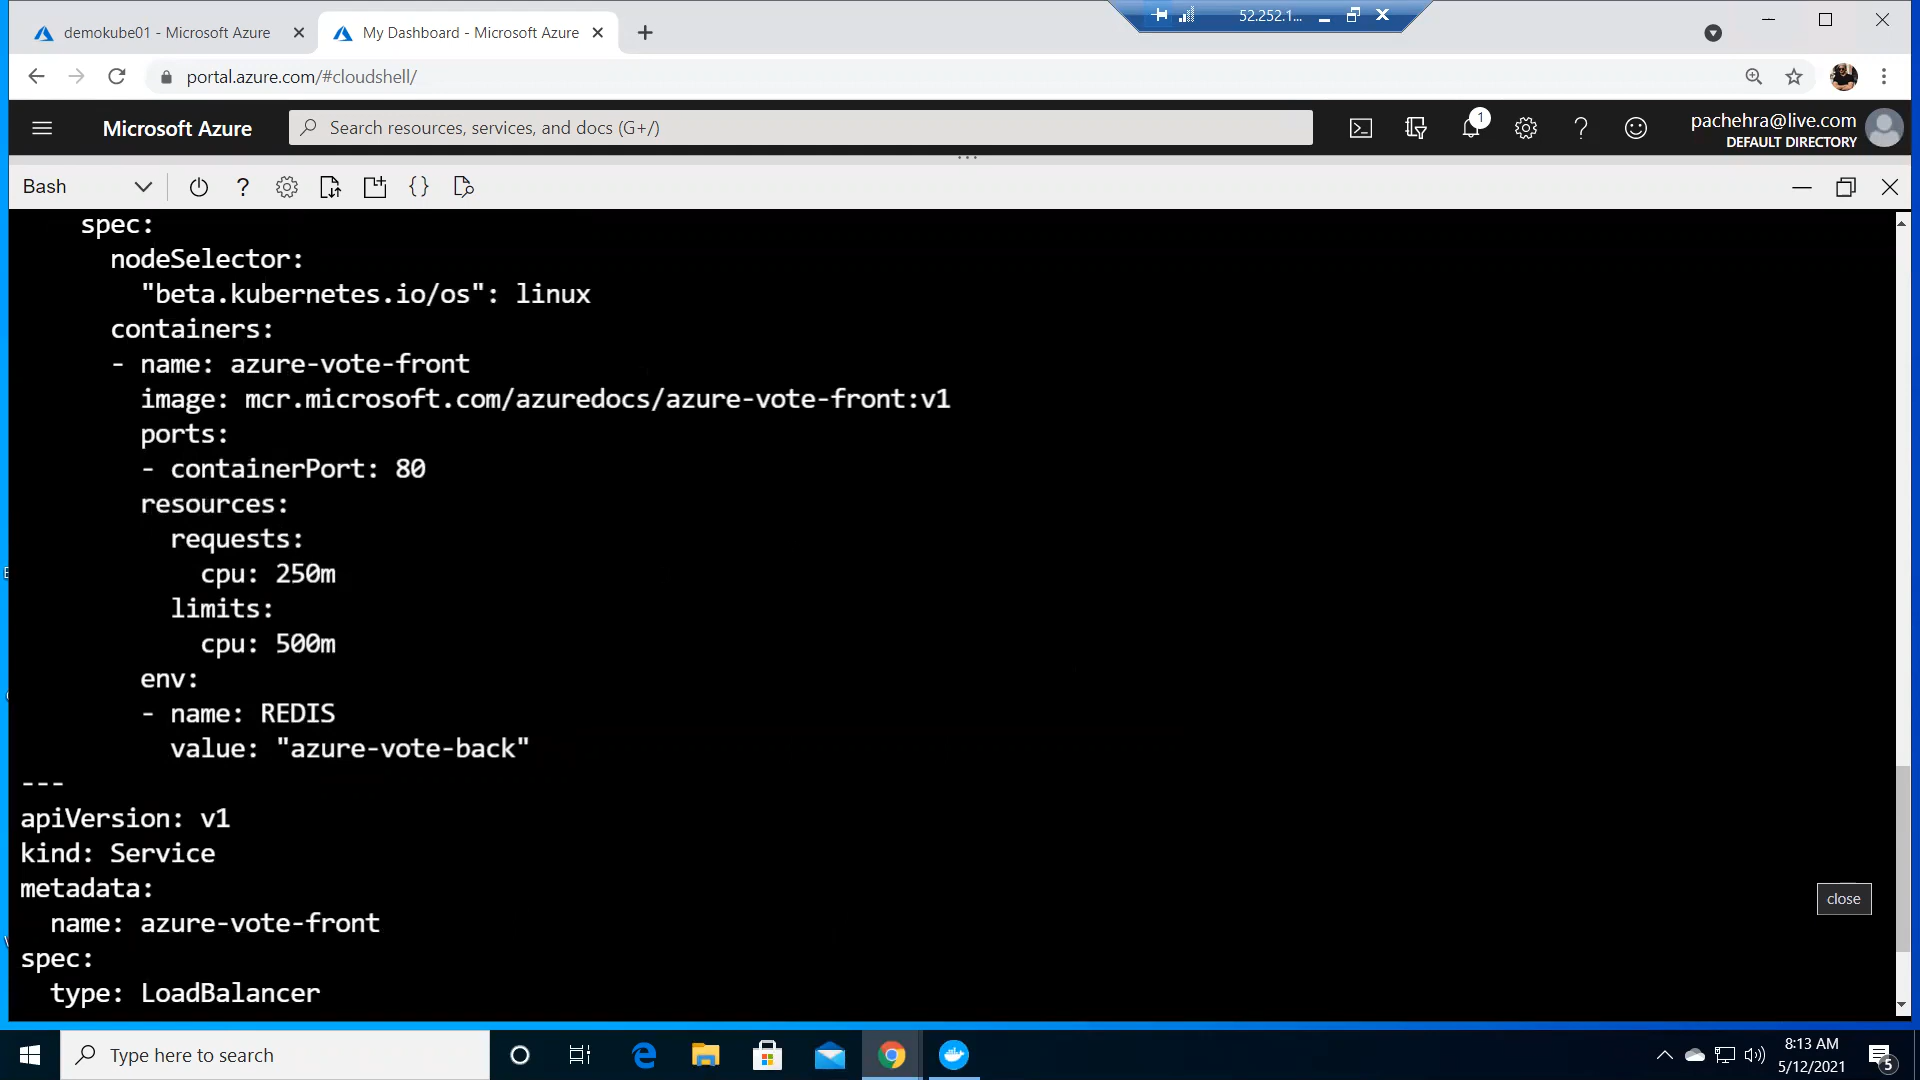 demokube01 - Microsoft Azure
My Dashboard - Microsoft Azure
52.252.1...
portal.azure.com/#cloudshell/
Microsoft Azure
Search resources, services, and docs (G+/)
1
pachehra@live.com
DEFAULT DIRECTORY
Bash
spec:
nodeSelector:
"beta.kubernetes.io/os": linux
containers:
- name: azure-vote-front
image: mcr.microsoft.com/azuredocs/azure-vote-front:v1
ports:
- containerPort: 80
resources:
requests:
cpu: 250m
limits:
cpu: 500m
env:
- name: REDIS
value: "azure-vote-back"
---
apiVersion: v1
kind: Service
metadata:
name: azure-vote-front
spec:
type: LoadBalancer
close
Type here to search
8:13 AM
5/12/2021
5